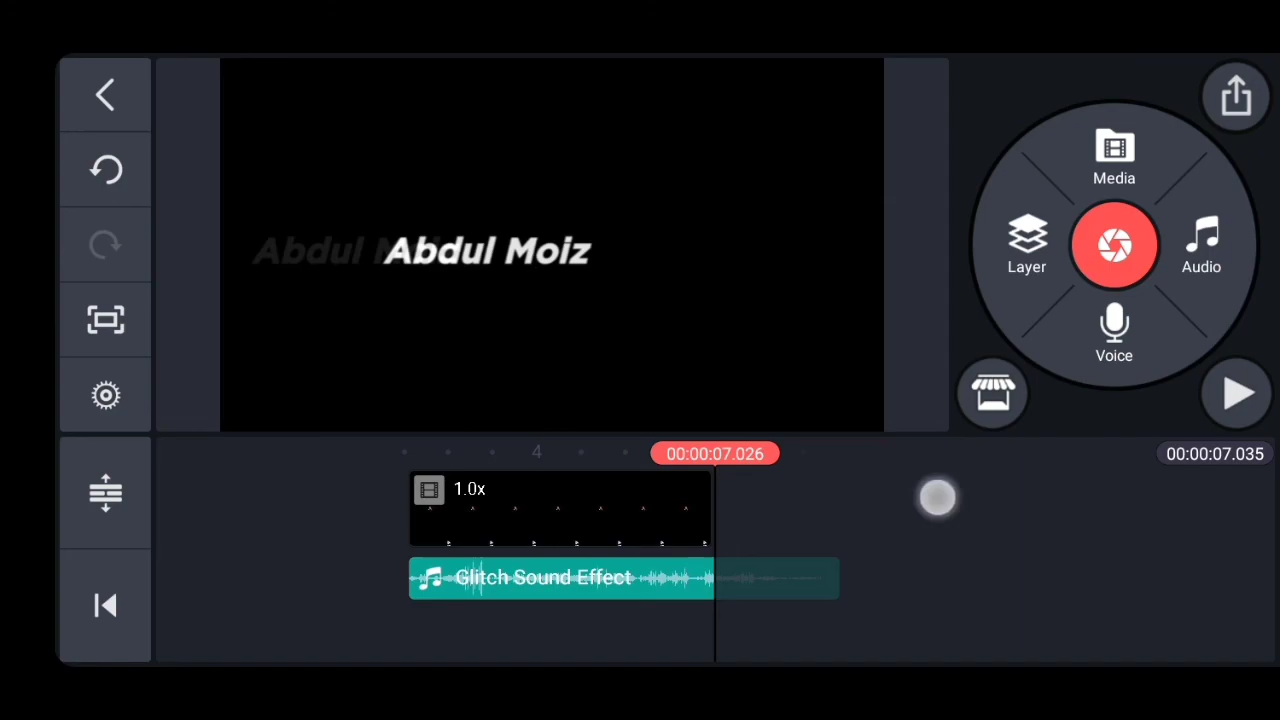 Media
Layer
Audio
Voice
Abdul M
Abdul Moiz
4
00:00:07.026
00:00:07.035
1.0x
Glitch Sound Effect